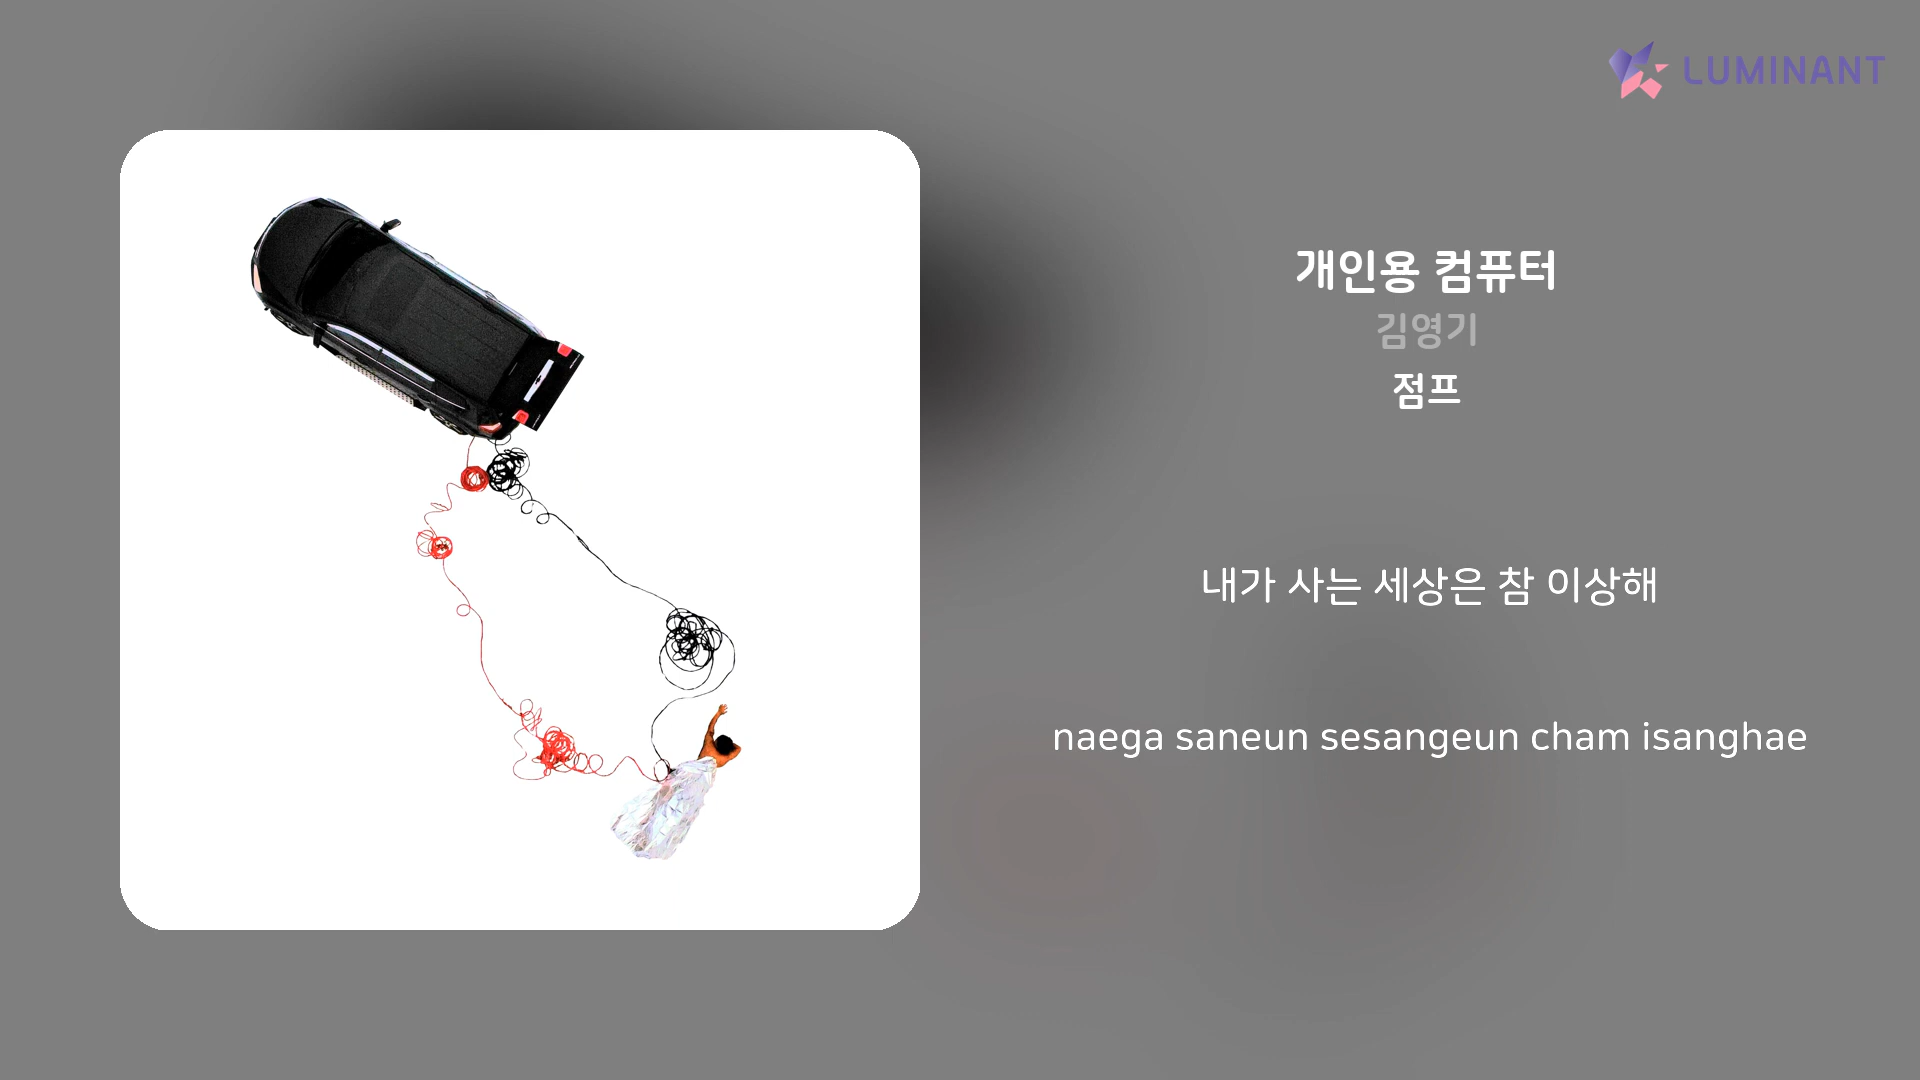 LUMINANT
개인용 컴퓨터
김영기
점프
내가 사는 세상은 참 이상해
naega saneun sesangeun cham isanghae